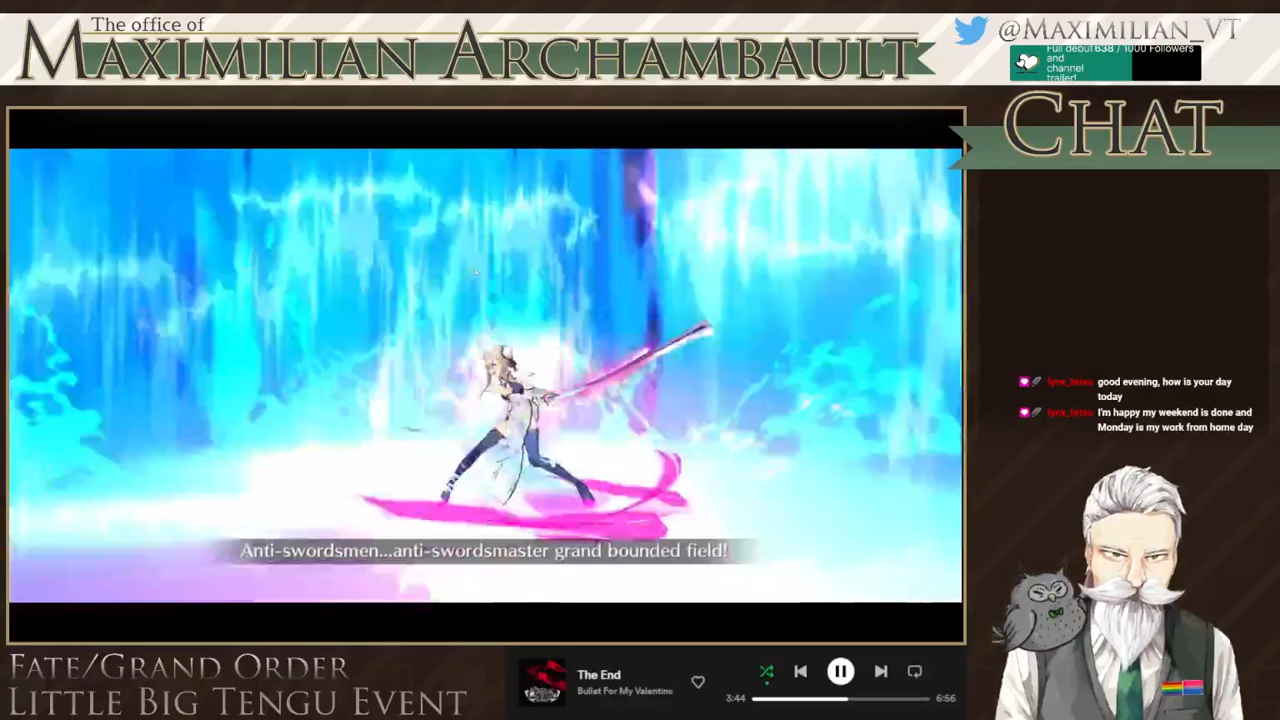 The office of
MAXIMILIAN ARCHAMBAULT
@MAXIMILIAN_VT
Full debut 638 / 1000 Followers
and
channel
trailer!
CHAT
lynx_tetsu good evening, how is your day
today
lynx_tetsu I'm happy my weekend is done and
Monday is my work from home day
Anti-swordsmen...anti-swordsmaster grand bounded field!
FATE/GRAND ORDER
LITTLE BIG TENGU EVENT
The End
Bullet For My Valentine
3:44
6:56